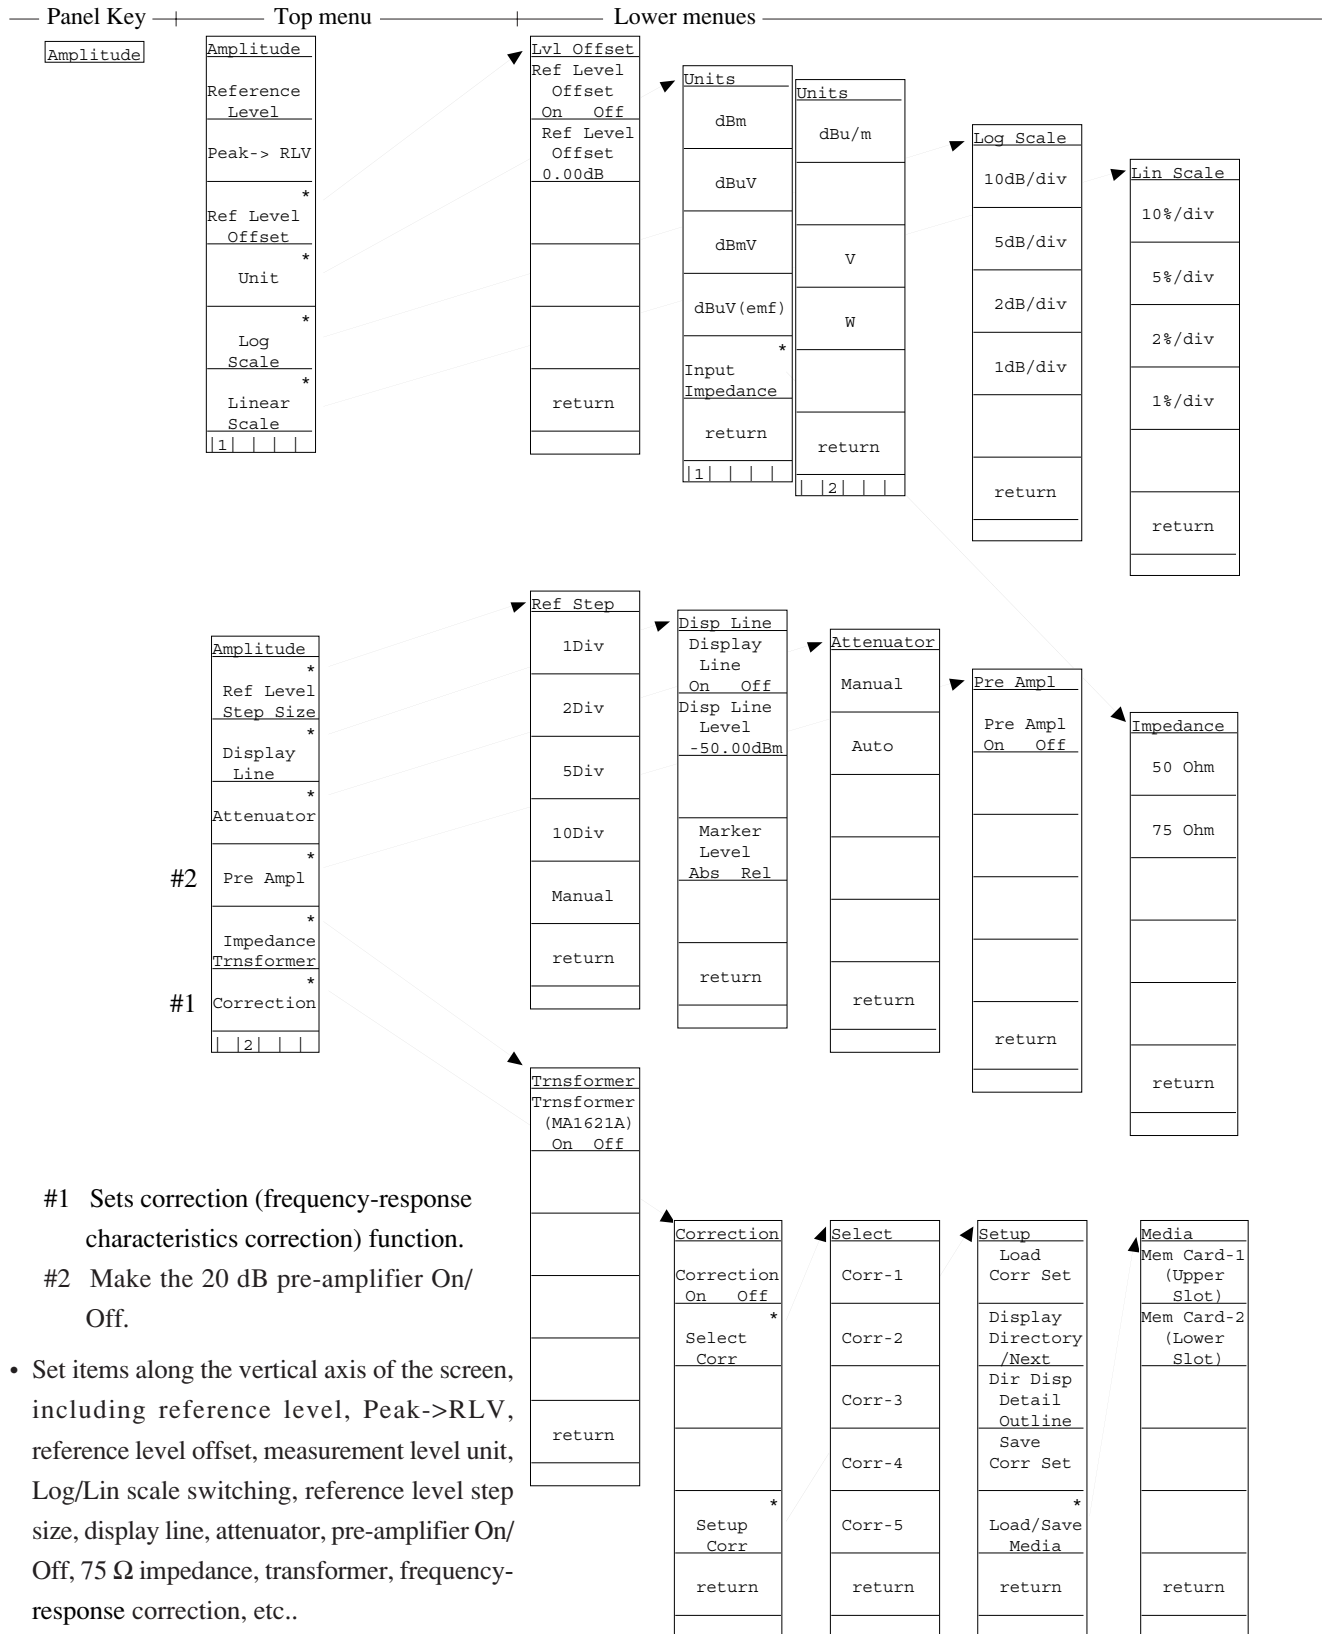 Panel Key
Top menu
Lower menues
Amplitude
Amplitude
Reference
Level
Peak-> RLV
*
Ref Level
Offset
*
Unit
*
Log
Scale
*
Linear
Scale
|1| | | |
Lvl Offset
Ref Level
Offset
On Off
Ref Level
Offset
0.00dB
return
Units
dBm
dBuV
dBmV
dBuV(emf)
*
Input
Impedance
return
|1| | | |
Units
dBu/m
V
W
return
| |2| | |
Log Scale
10dB/div
5dB/div
2dB/div
1dB/div
return
Lin Scale
10%/div
5%/div
2%/div
1%/div
return
Amplitude
*
Ref Level
Step Size
*
Display
Line
*
Attenuator
*
#2 Pre Ampl
*
Impedance
Trnsformer
*
#1 Correction
| |2| | |
Ref Step
1Div
2Div
5Div
10Div
Manual
return
Disp Line
Display
Line
On Off
Disp Line
Level
-50.00dBm
Marker
Level
Abs Rel
return
Attenuator
Manual
Auto
return
Pre Ampl
Pre Ampl
On Off
return
Impedance
50 Ohm
75 Ohm
return
Trnsformer
Trnsformer
(MA1621A)
On Off
return
Correction
Correction
On Off
*
Select
Corr
*
Setup
Corr
return
Select
Corr-1
Corr-2
Corr-3
Corr-4
Corr-5
return
Setup
Load
Corr Set
Display
Directory
/Next
Dir Disp
Detail
Outline
Save
Corr Set
*
Load/Save
Media
return
Media
Mem Card-1
(Upper
Slot)
Mem Card-2
(Lower
Slot)
return
#1 Sets correction (frequency-response
characteristics correction) function.
#2 Make the 20 dB pre-amplifier On/
Off.
• Set items along the vertical axis of the screen,
including reference level, Peak->RLV,
reference level offset, measurement level unit,
Log/Lin scale switching, reference level step
size, display line, attenuator, pre-amplifier On/
Off, 75 Ω impedance, transformer, frequency-
response correction, etc..